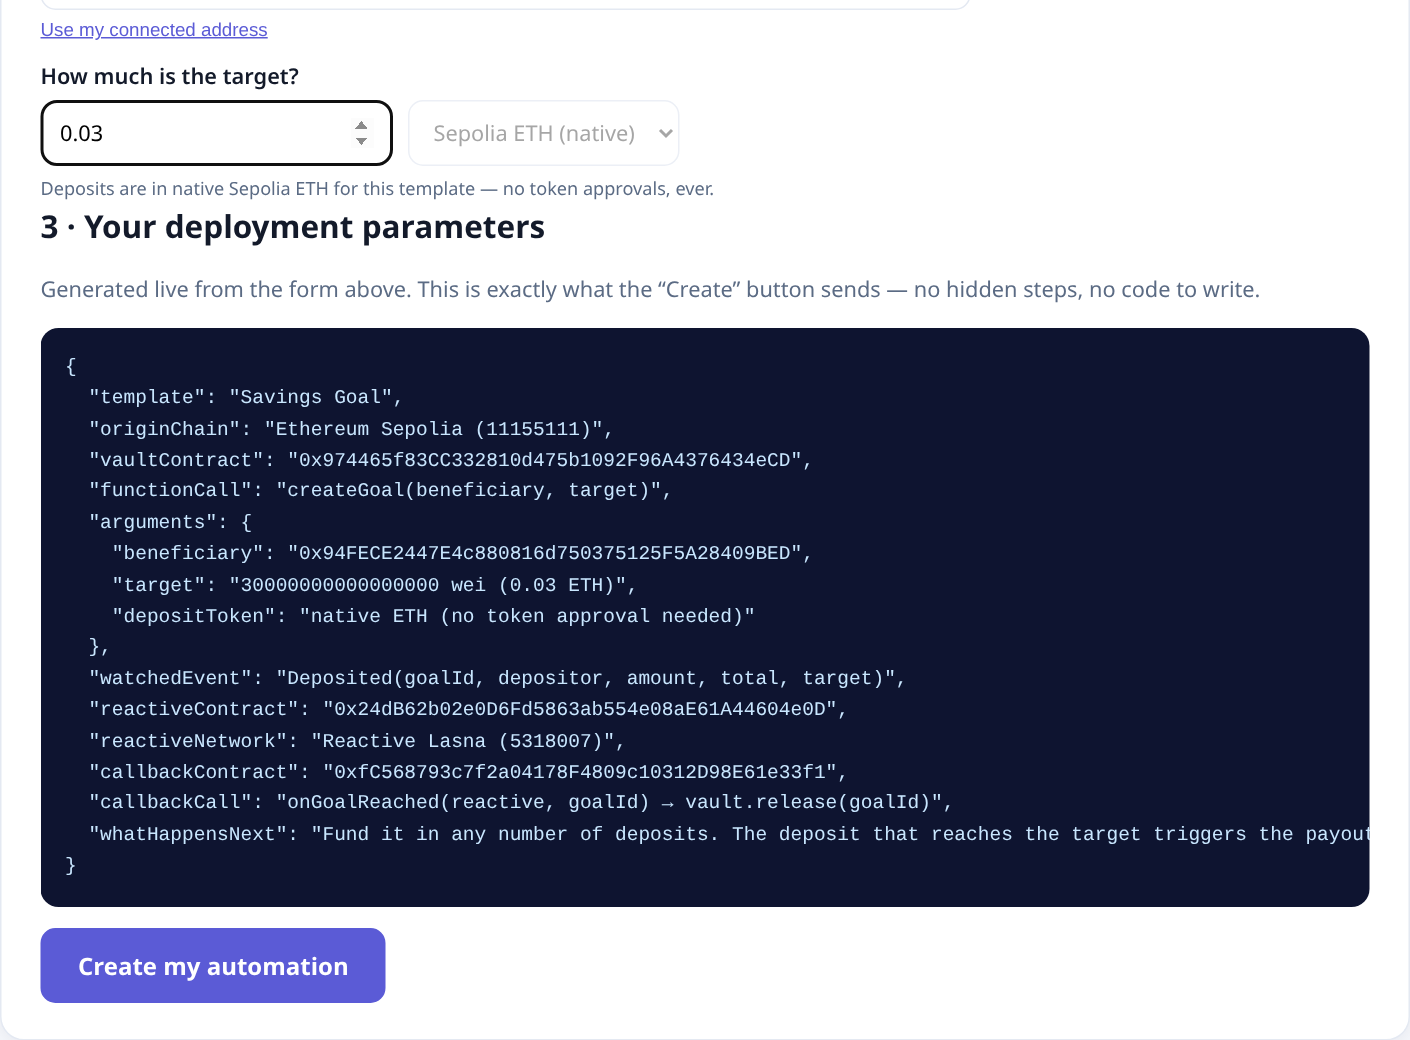 Use my connected address
How much is the target?
0.03
Sepolia ETH (native)
Deposits are in native Sepolia ETH for this template — no token approvals, ever.
3 · Your deployment parameters
Generated live from the form above. This is exactly what the “Create” button sends — no hidden steps, no code to write.
{
  "template": "Savings Goal",
  "originChain": "Ethereum Sepolia (11155111)",
  "vaultContract": "0x974465f83CC332810d475b1092F96A4376434eCD",
  "functionCall": "createGoal(beneficiary, target)",
  "arguments": {
    "beneficiary": "0x94FECE2447E4c880816d750375125F5A28409BED",
    "target": "30000000000000000 wei (0.03 ETH)",
    "depositToken": "native ETH (no token approval needed)"
  },
  "watchedEvent": "Deposited(goalId, depositor, amount, total, target)",
  "reactiveContract": "0x24dB62b02e0D6Fd5863ab554e08aE61A44604e0D",
  "reactiveNetwork": "Reactive Lasna (5318007)",
  "callbackContract": "0xfC568793c7f2a04178F4809c10312D98E61e33f1",
  "callbackCall": "onGoalReached(reactive, goalId) → vault.release(goalId)",
  "whatHappensNext": "Fund it in any number of deposits. The deposit that reaches the target triggers the payout
}
Create my automation